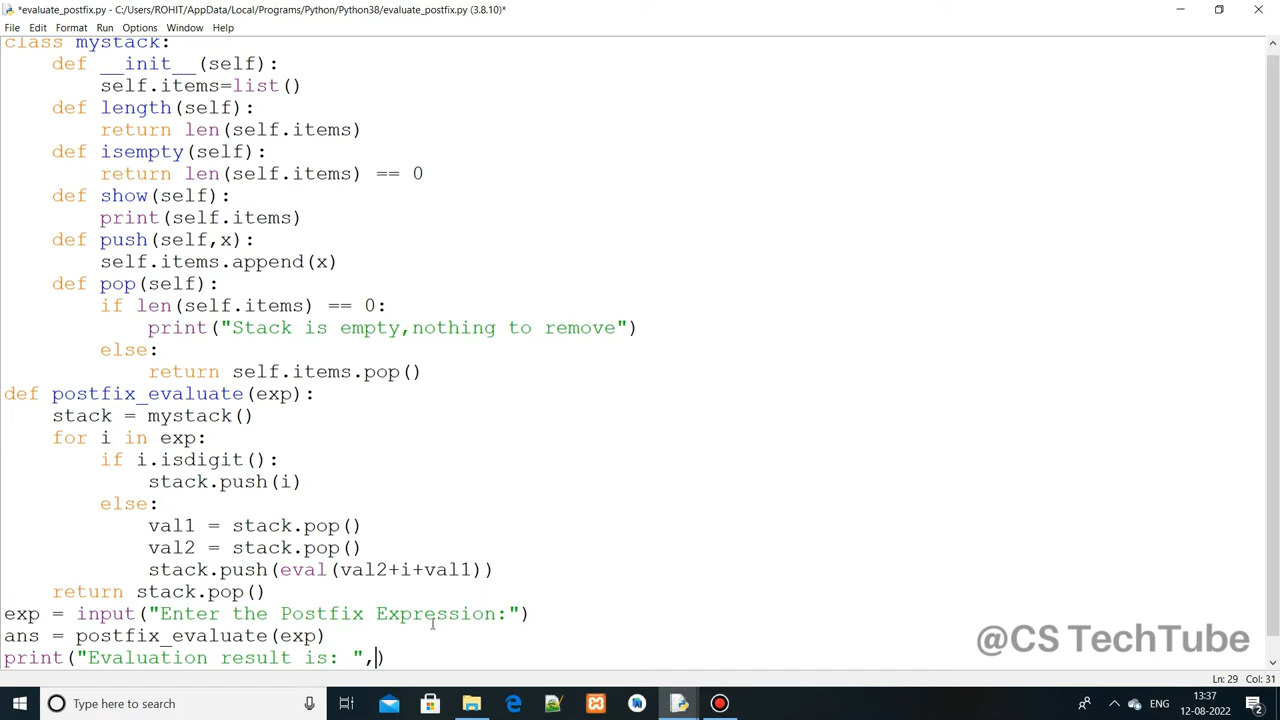 *evaluate_postfix.py - C:/Users/ROHIT/AppData/Local/Programs/Python/Python38/evaluate_postfix.py (3.8.10)*
File Edit Format Run Options Window Help
class mystack:
    def __init__(self):
        self.items=list()
    def length(self):
        return len(self.items)
    def isempty(self):
        return len(self.items) == 0
    def show(self):
        print(self.items)
    def push(self,x):
        self.items.append(x)
    def pop(self):
        if len(self.items) == 0:
            print("Stack is empty,nothing to remove")
        else:
            return self.items.pop()
def postfix_evaluate(exp):
    stack = mystack()
    for i in exp:
        if i.isdigit():
            stack.push(i)
        else:
            val1 = stack.pop()
            val2 = stack.pop()
            stack.push(eval(val2+i+val1))
    return stack.pop()
exp = input("Enter the Postfix Expression:")
ans = postfix_evaluate(exp)
print("Evaluation result is: ",)
@CS TechTube
Ln: 29 Col: 31
Type here to search
ENG
13:37
12-08-2022
2